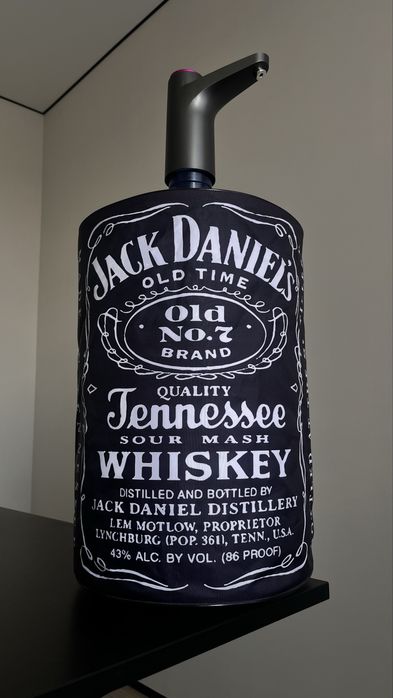 JACK DANIEL'S
OLD TIME
Old
No.7
BRAND
QUALITY
Tennessee
SOUR MASH
WHISKEY
DISTILLED AND BOTTLED BY
JACK DANIEL DISTILLERY
LEM MOTLOW, PROPRIETOR
LYNCHBURG (POP. 361), TENN., U.S.A.
43% ALC. BY VOL. (86 PROOF)